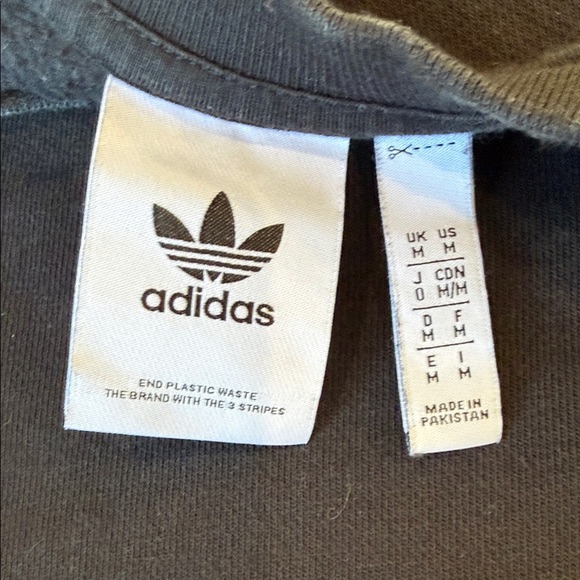 adidas
END PLASTIC WASTE
THE BRAND WITH THE 3 STRIPES
UK US
M M
J CDN
O M/M
D F
M M
E I
M M
MADE IN
PAKISTAN